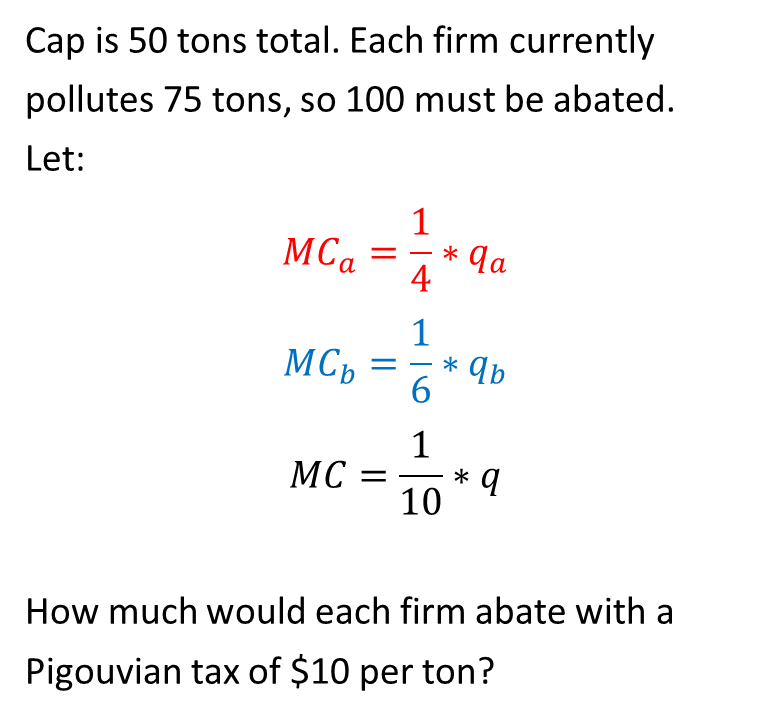 Cap is 50 tons total. Each firm currently
pollutes 75 tons, so 100 must be abated.
Let:
MCₐ = 1/4 * qₐ
MC_b = 1/6 * q_b
MC = 1/10 * q
How much would each firm abate with a
Pigouvian tax of $10 per ton?